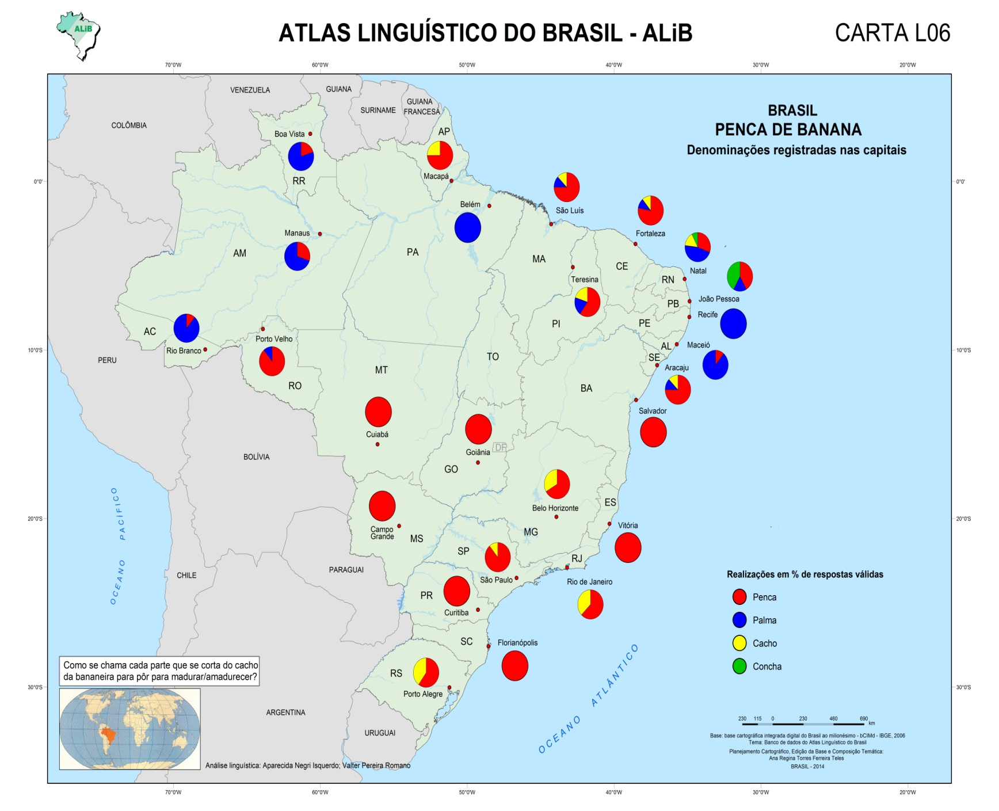 ALiB
ATLAS LINGUÍSTICO DO BRASIL - ALiB
CARTA L06
70°0'W 60°0'W 50°0'W 40°0'W 30°0'W 20°0'W
BRASIL
PENCA DE BANANA
Denominações registradas nas capitais
VENEZUELA
GUIANA
SURINAME
GUIANA
FRANCESA
COLÔMBIA
Boa Vista
RR
AP
Macapá
0°0'
0°0'
Belém
São Luís
Fortaleza
Manaus
AM
PA
MA
CE
Natal
Teresina
RN
João Pessoa
PB
Recife
PI
PE
AC
Porto Velho
Rio Branco
AL
Maceió
10°0'S
10°0'S
PERU
SE
Aracaju
TO
MT
RO
BA
Salvador
Cuiabá
Goiânia
DF
BOLÍVIA
GO
OCEANO PACÍFICO
Belo Horizonte
ES
20°0'S
20°0'S
Campo
Grande
MS
MG
Vitória
SP
RJ
PARAGUAI
CHILE
São Paulo
Rio de Janeiro
PR
Curitiba
SC
Florianópolis
RS
Porto Alegre
30°0'S
30°0'S
ARGENTINA
URUGUAI
OCEANO ATLÂNTICO
Realizações em % de respostas válidas
Penca
Palma
Cacho
Concha
Como se chama cada parte que se corta do cacho
da bananeira para pôr para madurar/amadurecer?
Análise linguística: Aparecida Negri Isquerdo; Valter Pereira Romano
230 115 0 230 460 690
km
Base: base cartográfica integrada digital do Brasil ao milionésimo - bCIMd - IBGE, 2006
Tema: Banco de dados do Atlas Linguístico do Brasil
Planejamento Cartográfico, Edição da Base e Composição Temática:
Ana Regina Torres Ferreira Teles
BRASIL - 2014
70°0'W 60°0'W 50°0'W 40°0'W 30°0'W 20°0'W